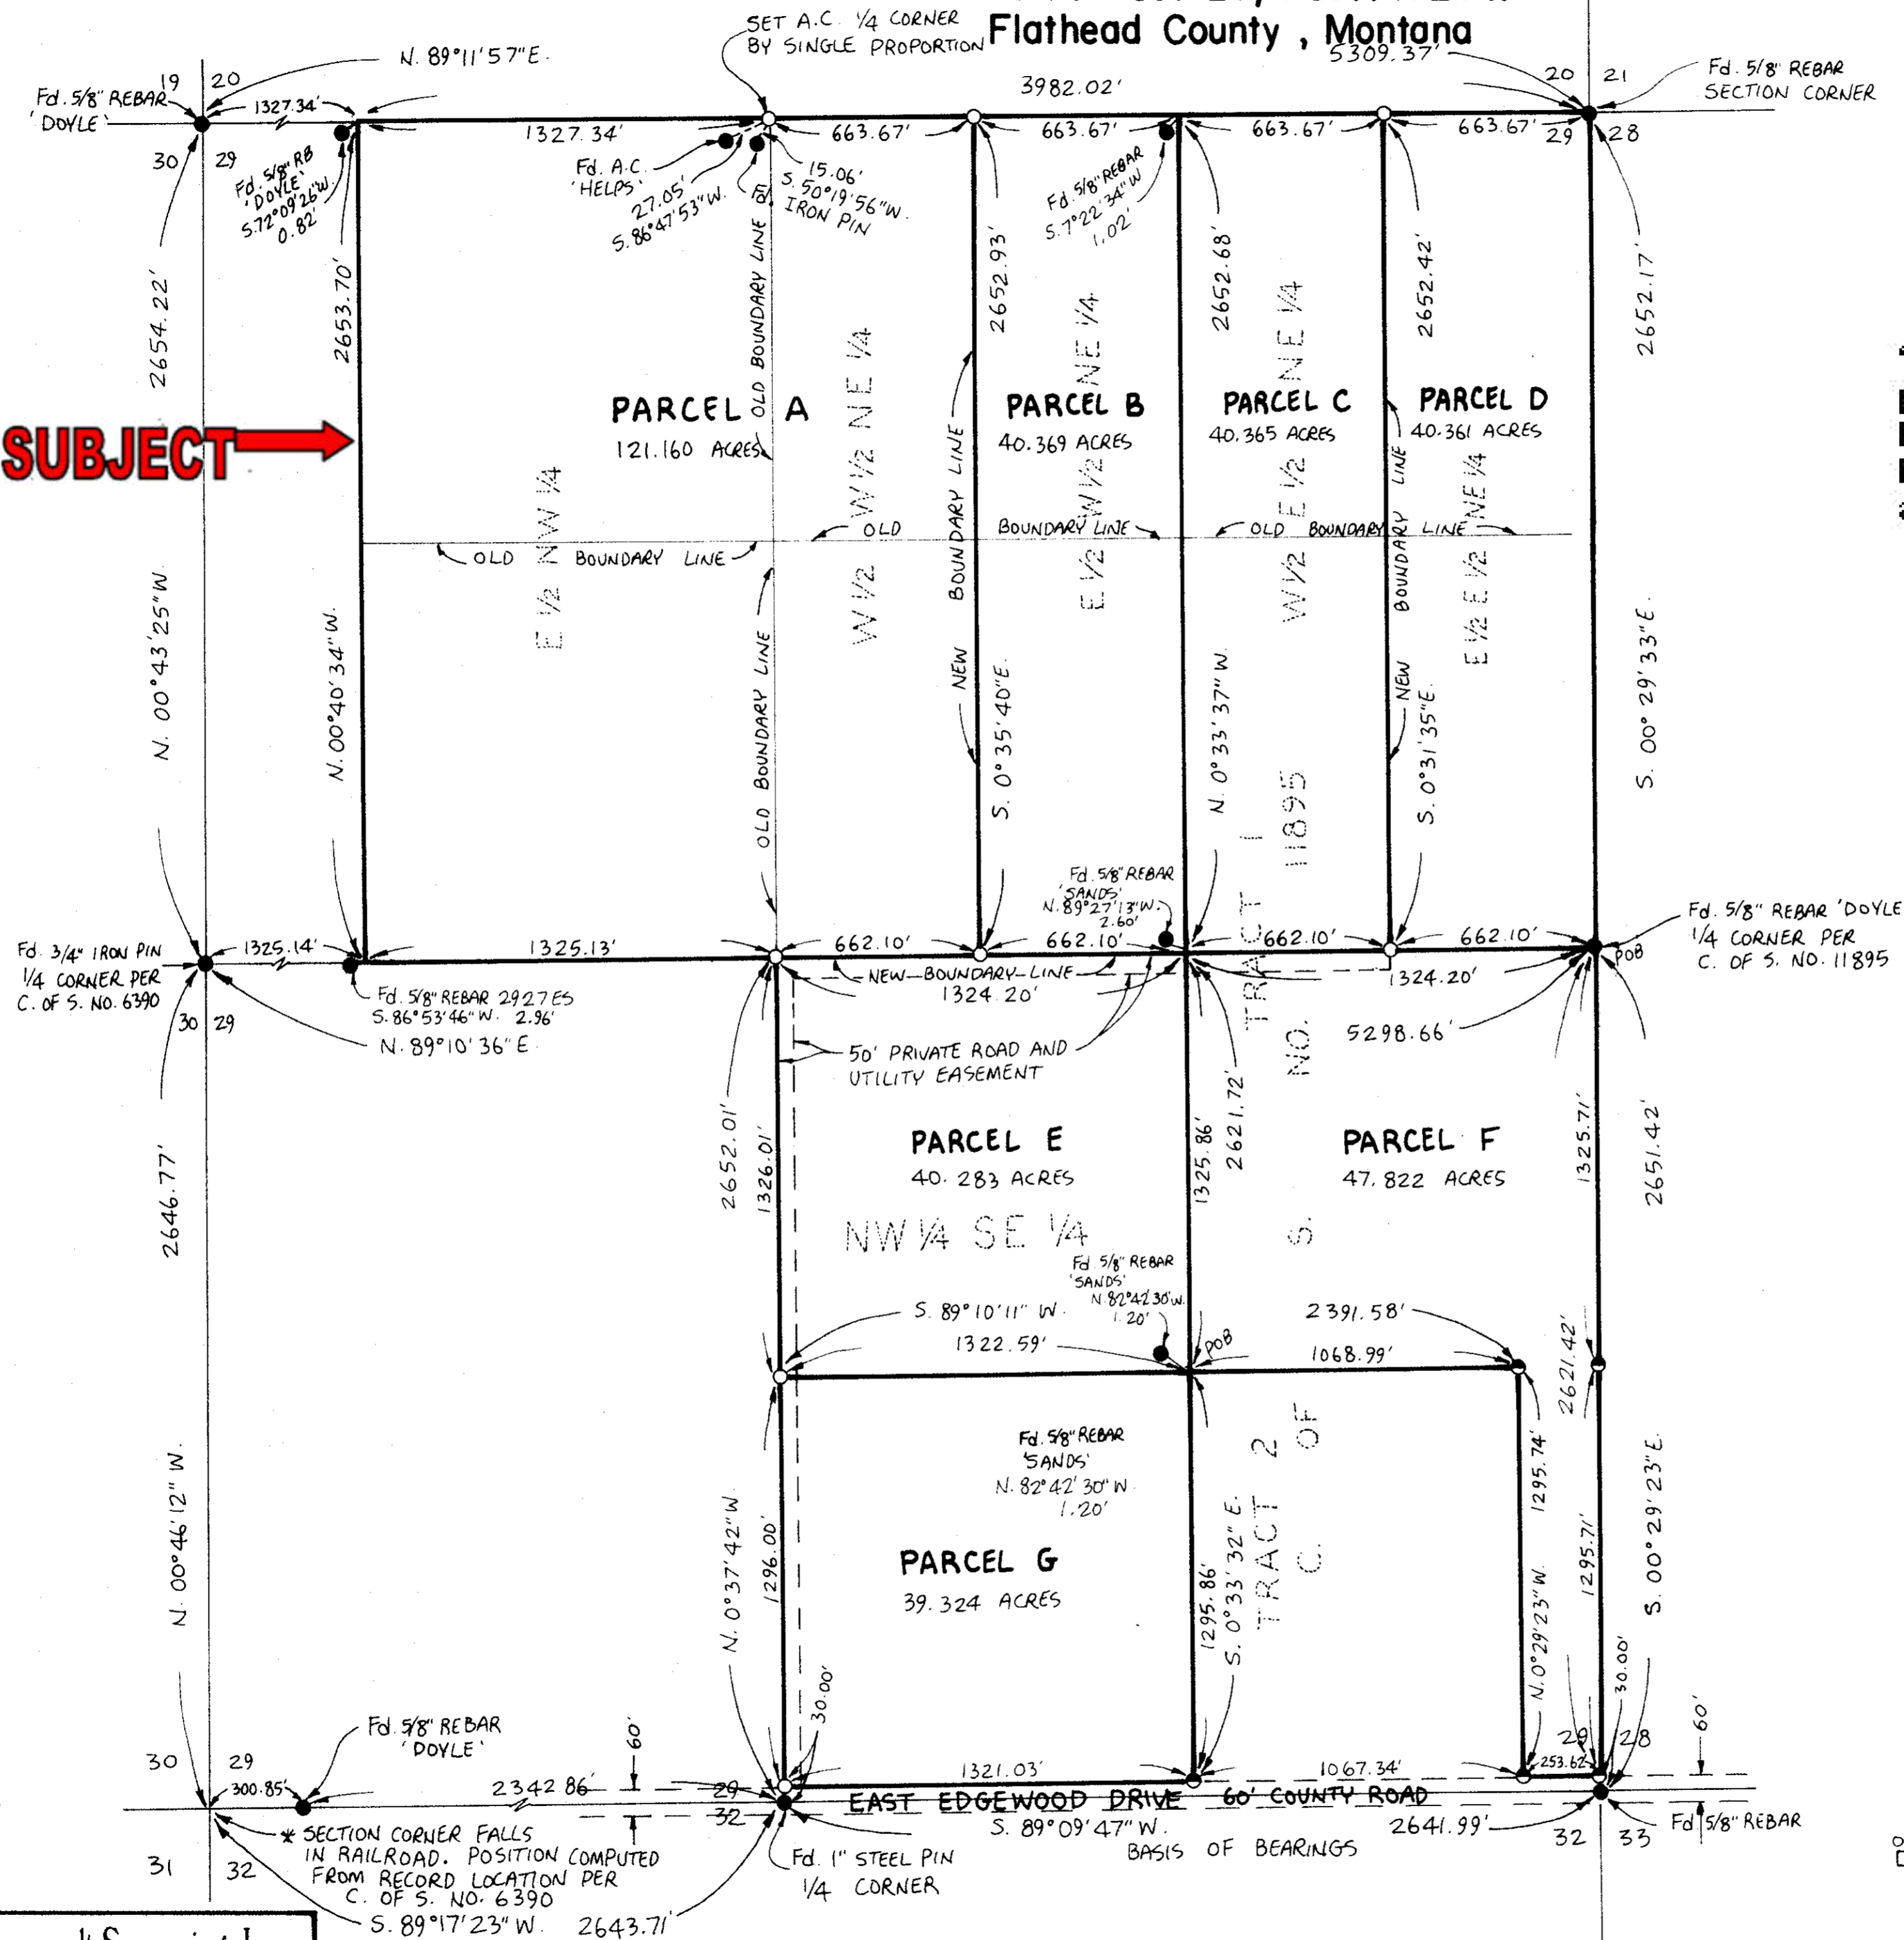 Flathead County , Montana
SET A.C. 1/4 CORNER
BY SINGLE PROPORTION
N. 89°11'57"E.
5309.37'
3982.02'
19 20
20 21
Fd. 5/8" REBAR
SECTION CORNER
Fd. 5/8" REBAR
'DOYLE'
1327.34'
1327.34'
663.67'
663.67'
663.67'
663.67'
30 29
29 28
Fd. 5/8" RB
'DOYLE'
S.72°09'26"W.
0.82'
Fd. A.C.
'HELPS'
27.05'
S. 86°47'53"W.
15.06'
S. 50°19'56"W.
Fd. IRON PIN
Fd. 5/8" REBAR
S.7°22'34"W
1.02'
2654.22'
2653.70'
OLD BOUNDARY LINE
2652.93'
2652.68'
2652.42'
2652.17'
SUBJECT
PARCEL A
121.160 ACRES
PARCEL B
40.369 ACRES
PARCEL C
40.365 ACRES
PARCEL D
40.361 ACRES
E 1/2 NW 1/4
W 1/2 W 1/2 NE 1/4
E 1/2 W 1/2 NE 1/4
W 1/2 E 1/2 NE 1/4
E 1/2 E 1/2 NE 1/4
OLD BOUNDARY LINE
OLD BOUNDARY LINE
OLD BOUNDARY LINE
NEW BOUNDARY LINE
NEW BOUNDARY LINE
N. 00°43'25"W.
N. 00°40'34"W.
OLD BOUNDARY LINE
S. 0°35'40"E.
N. 0°33'37"W.
S. 0°31'35"E.
S. 00°29'33"E.
Fd. 5/8" REBAR
'SANDS'
N.89°27'13"W.
2.60'
Fd. 3/4" IRON PIN
1/4 CORNER PER
C. OF S. NO. 6390
1325.14'
1325.13'
662.10'
662.10'
662.10'
662.10'
POB
Fd. 5/8" REBAR 'DOYLE
1/4 CORNER PER
C. OF S. NO. 11895
NEW BOUNDARY LINE
1324.20'
1324.20'
Fd. 5/8" REBAR 2927ES
S.86°53'46"W. 2.96'
30 29
N. 89°10'36"E.
5298.66'
50' PRIVATE ROAD AND
UTILITY EASEMENT
TRACT 1
C. OF S. NO. 11895
TRACT 2
2646.77'
2652.01'
1326.01'
PARCEL E
40.283 ACRES
1325.86'
2621.72'
PARCEL F
47.822 ACRES
1325.71'
2651.42'
NW 1/4 SE 1/4
Fd. 5/8" REBAR
'SANDS'
N.82°42'30"W.
1.20'
S. 89°10'11" W.
1322.59'
POB
2391.58'
1068.99'
2621.42'
Fd. 5/8" REBAR
'SANDS'
N. 82°42'30"W.
1.20'
PARCEL G
39.324 ACRES
N. 00°46'12" W.
N. 0°37'42"W.
1296.00'
1295.86'
S. 0°33'32" E.
1295.74'
N. 0°29'23"W.
1295.71'
S. 00°29'23"E.
30.00'
30.00'
60'
60'
Fd. 5/8" REBAR
'DOYLE'
30 29
29 28
300.85'
2342.86
29
32
1321.03'
1067.34'
253.62'
EAST EDGEWOOD DRIVE 60' COUNTY ROAD
S. 89°09'47"W.
2641.99'
BASIS OF BEARINGS
32 33
Fd. 5/8" REBAR
* SECTION CORNER FALLS
IN RAILROAD. POSITION COMPUTED
FROM RECORD LOCATION PER
C. OF S. NO. 6390
31 32
Fd. 1" STEEL PIN
1/4 CORNER
S. 89°17'23"W. 2643.71'